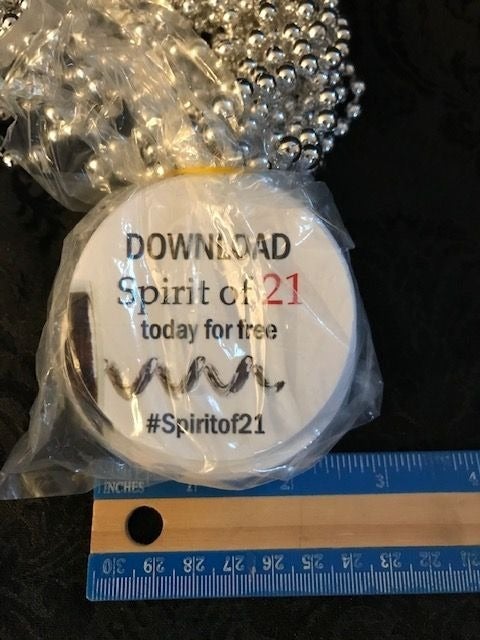 DOWNLOAD
Spirit of 21
today for free
#Spiritof21
INCHES 1 2 3 4
30 29 28 27 26 25 24 23 22 21